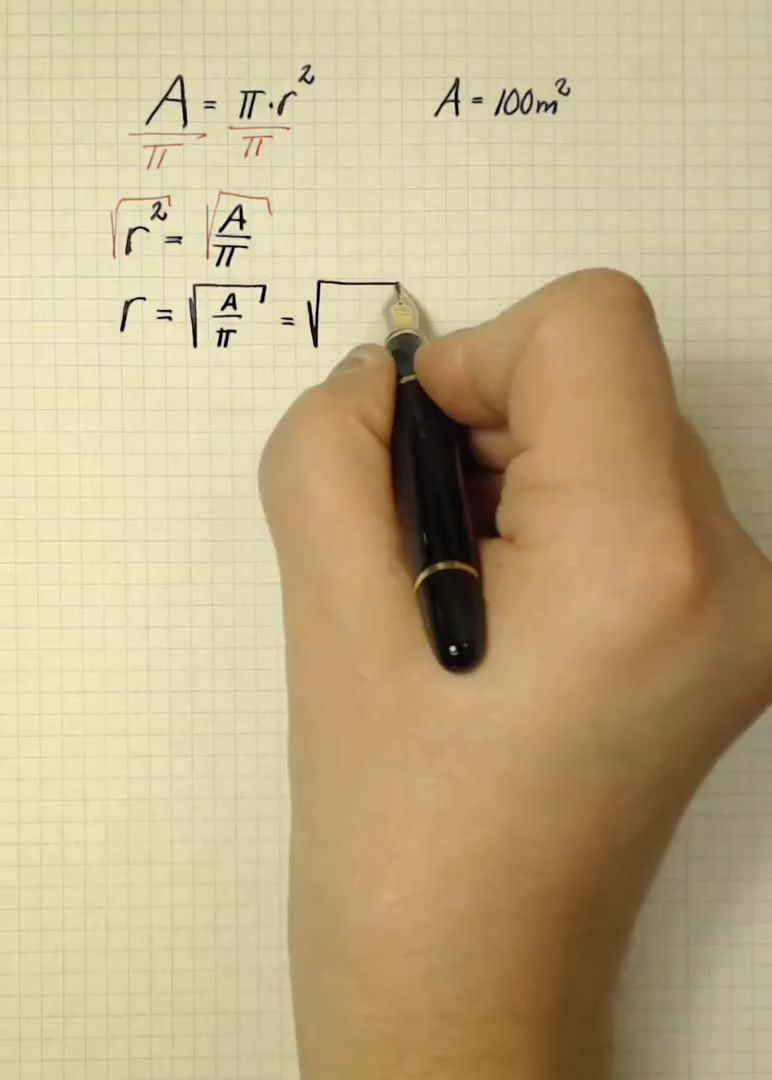 A = π·r²    A = 100m²
π    π
√r² = √A/π
r = √A/π = √